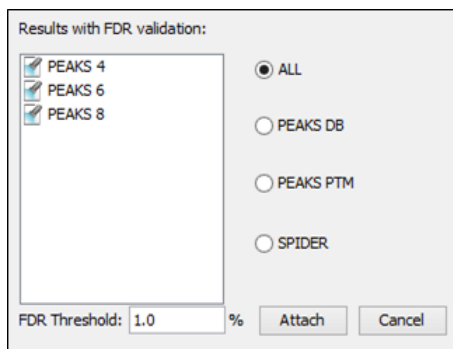 Results with FDR validation:
PEAKS 4
PEAKS 6
PEAKS 8
ALL
PEAKS DB
PEAKS PTM
SPIDER
FDR Threshold: 1.0 % Attach Cancel